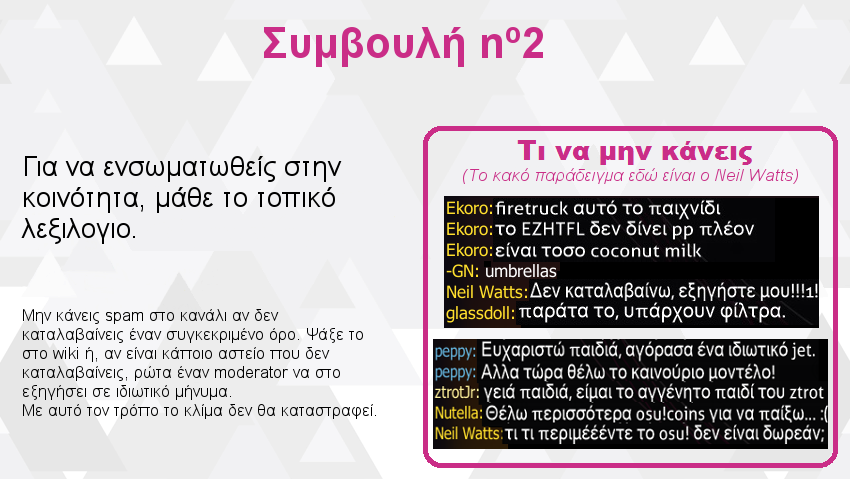 Συμβουλή nº2
Για να ενσωματωθείς στην
κοινότητα, μάθε το τοπικό
λεξιλογιο.
Μην κάνεις spam στο κανάλι αν δεν
καταλαβαίνεις έναν συγκεκριμένο όρο. Ψάξε το
στο wiki ή, αν είναι κάποιο αστείο που δεν
καταλαβαίνεις, ρώτα έναν moderator να στο
εξηγήσει σε ιδιωτικό μήνυμα.
Με αυτό τον τρόπο το κλίμα δεν θα καταστραφεί.
Τι να μην κάνεις
(Το κακό παράδειγμα εδώ είναι ο Neil Watts)
Ekoro: firetruck αυτό το παιχνίδι
Ekoro: το EZHTFL δεν δίνει pp πλέον
Ekoro: είναι τοσο coconut milk
-GN: umbrellas
Neil Watts: Δεν καταλαβαίνω, εξηγήστε μου!!!1!
glassdoll: παράτα το, υπάρχουν φίλτρα.
peppy: Ευχαριστώ παιδιά, αγόρασα ένα ιδιωτικό jet.
peppy: Αλλα τώρα θέλω το καινούριο μοντέλο!
ztrotJr: γειά παιδιά, είμαι το αγγένητο παιδί του ztrot
Nutella: Θέλω περισσότερα osu!coins για να παίξω... :(
Neil Watts: τι τι περιμέέέντε το osu! δεν είναι δωρεάν;